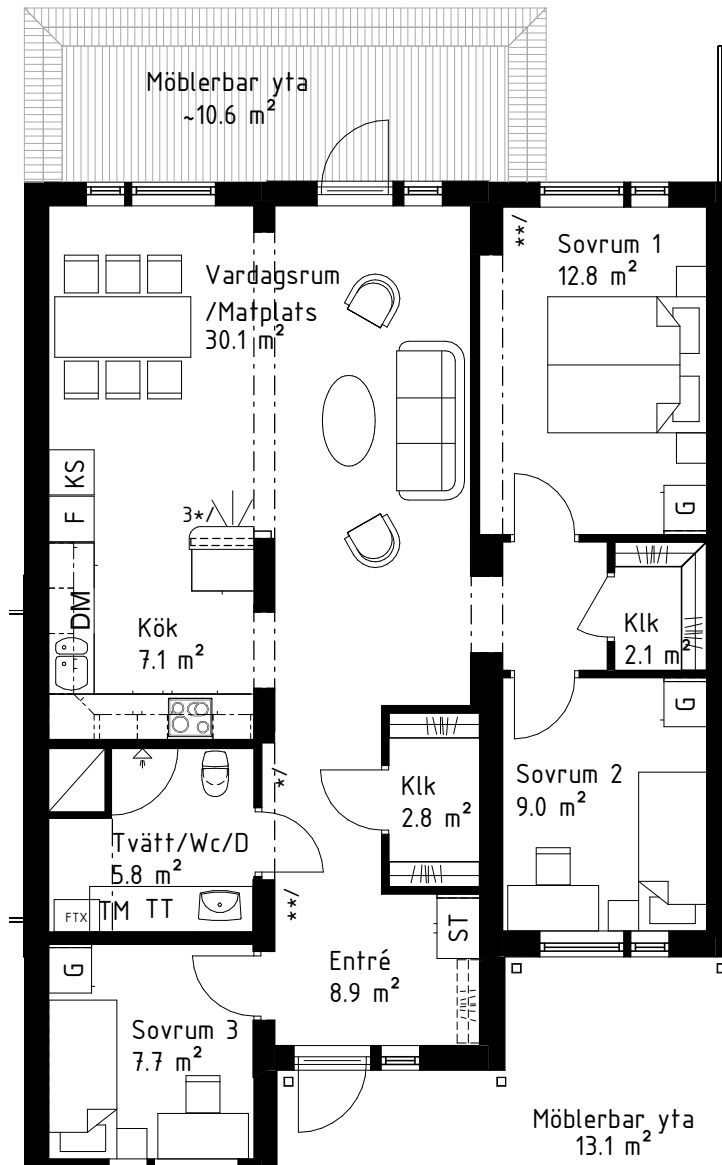 Möblerbar yta
~10.6 m²
**/
Sovrum 1
12.8 m²
Vardagsrum
/Matplats
30.1 m²
KS
F
3*/
G
DM
Kök
7.1 m²
Klk
2.1 m²
G
Sovrum 2
9.0 m²
*/
Klk
2.8 m²
Tvätt/Wc/D
5.8 m²
FTX
TM TT
**/
ST
G
Entré
8.9 m²
Sovrum 3
7.7 m²
Möblerbar yta
13.1 m²